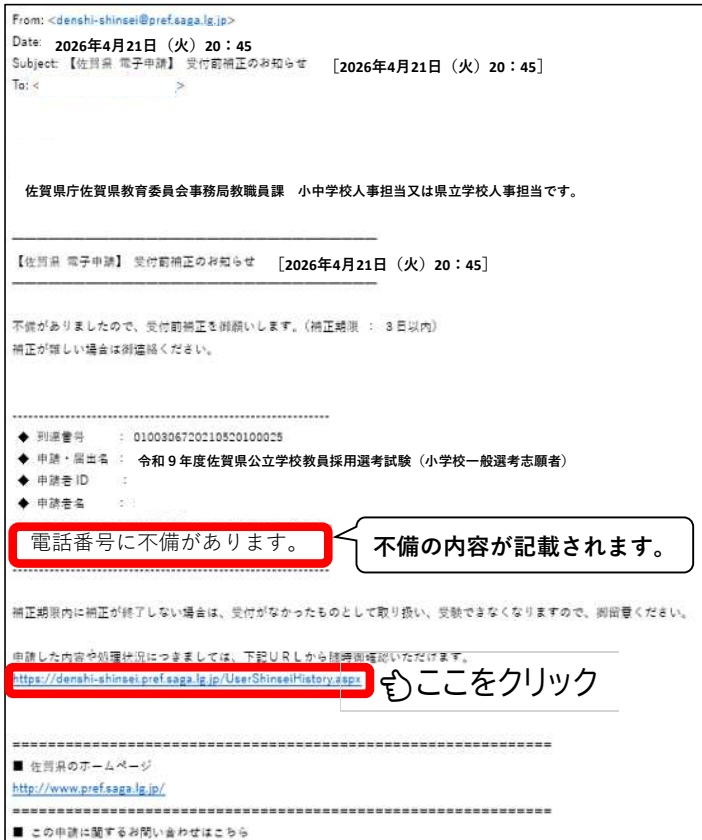 From: <denshi-shinsei@pref.saga.lg.jp>
Date: 2026年4月21日（火）20：45
Subject: 【佐賀県 電子申請】 受付前補正のお知らせ ［2026年4月21日（火）20：45］
To: < >
佐賀県庁佐賀県教育委員会事務局教職員課　小中学校人事担当又は県立学校人事担当です。
【佐賀県 電子申請】 受付前補正のお知らせ ［2026年4月21日（火）20：45］
不備がありましたので、受付前補正を御願いします。（補正期限 ： 3日以内）
補正が難しい場合は御連絡ください。
------------------------------------------------------------
◆ 到達番号 ： 0100306720210520100025
◆ 申請・届出名 ： 令和９年度佐賀県公立学校教員採用選考試験（小学校一般選考志願者）
◆ 申請者ID ：
◆ 申請者名 ：
電話番号に不備があります。
不備の内容が記載されます。
------------------------------------------------------------
補正期限内に補正が終了しない場合は、受付がなかったものとして取り扱い、受験できなくなりますので、御留意ください。
申請した内容や処理状況につきましては、下記ＵＲＬから随時御確認いただけます。
https://denshi-shinsei.pref.saga.lg.jp/UserShinseiHistory.aspx
ここをクリック
============================================================
■ 佐賀県のホームページ
http://www.pref.saga.lg.jp/
============================================================
■ この申請に関するお問い合わせはこちら